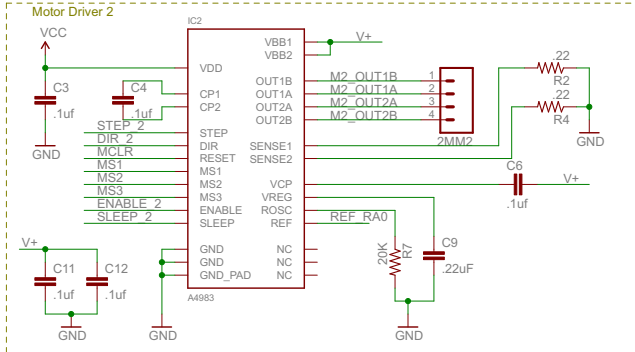 Motor Driver 2
IC2
VCC
VBB1
VBB2
V+
VDD
C3
.1uf
GND
C4
.1uf
CP1
CP2
OUT1B
OUT1A
OUT2A
OUT2B
M2_OUT1B
M2_OUT1A
M2_OUT2A
M2_OUT2B
1
2
3
4
2MM2
.22
R2
.22
R4
GND
STEP_2
DIR_2
MCLR
MS1
MS2
MS3
ENABLE_2
SLEEP_2
STEP
DIR
RESET
MS1
MS2
MS3
ENABLE
SLEEP
SENSE1
SENSE2
VCP
VREG
ROSC
REF
REF_RA0
C6
.1uf
V+
V+
C11
.1uf
C12
.1uf
GND
GND
GND
GND_PAD
NC
NC
NC
GND
A4983
20K
R7
C9
.22uF
GND